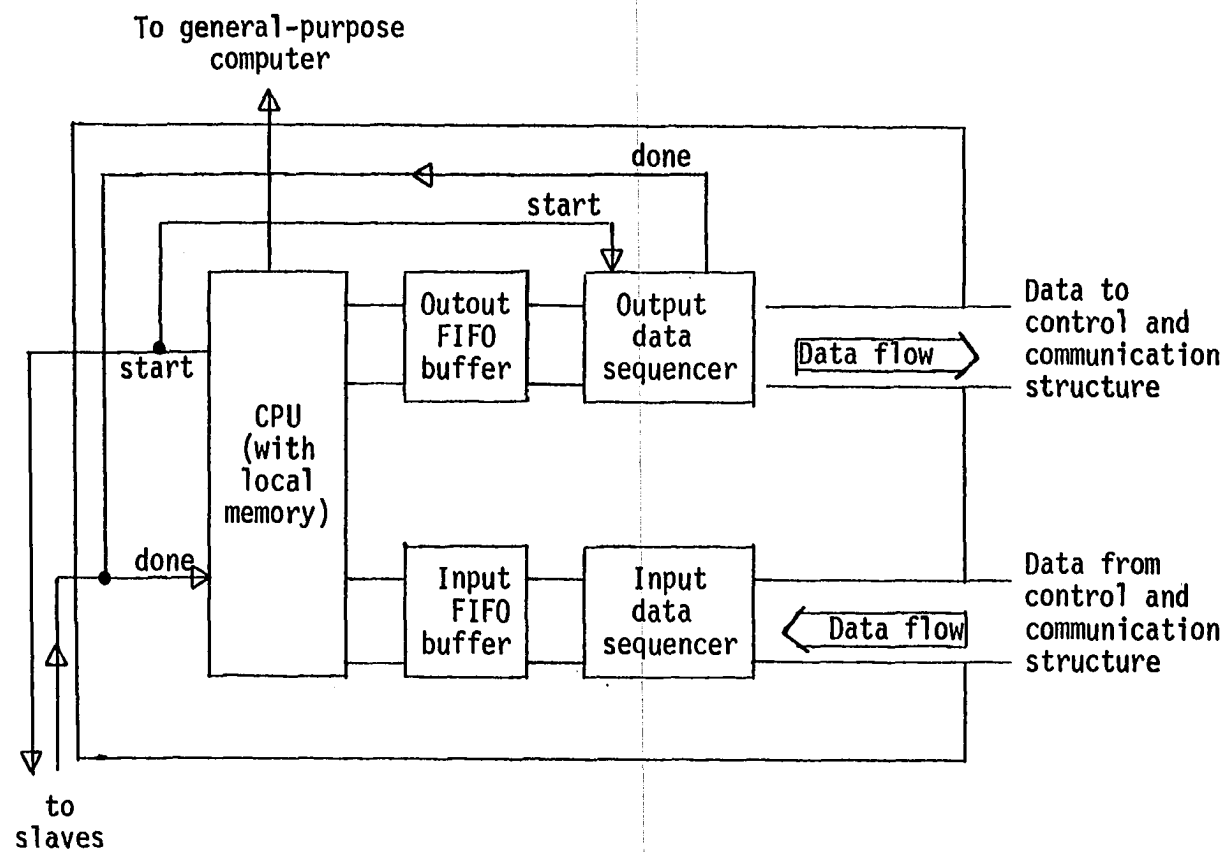 To general-purpose
computer
done
start
start
done
CPU
(with
local
memory)
Outout
FIFO
buffer
Output
data
sequencer
Data flow
Data to
control and
communication
structure
Input
FIFO
buffer
Input
data
sequencer
Data flow
Data from
control and
communication
structure
to
slaves